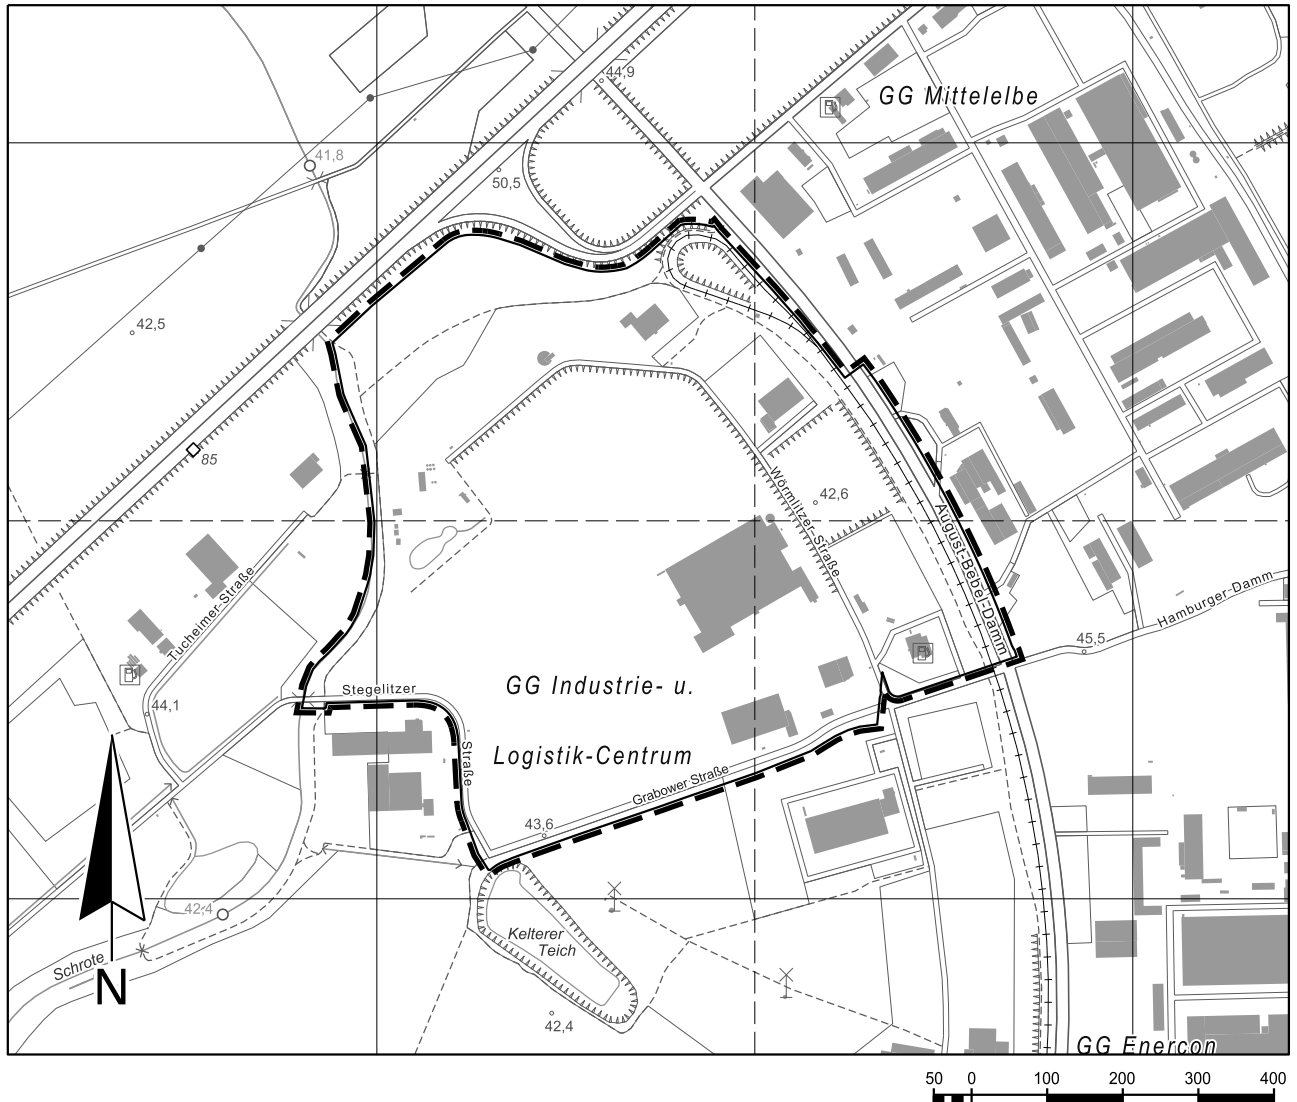 44,9
GG Mittelelbe
41,8
50,5
42,5
85
Wörmlitzer-Straße
42,6
August-Bebel-Damm
Tucheimer-Straße
Hamburger-Damm
45,5
Stegelitzer
Straße
44,1
GG Industrie- u.
Logistik-Centrum
Grabower Straße
43,6
42,4
Kelterer
Teich
Schrote
N
42,4
GG Enercon
50 0 100 200 300 400